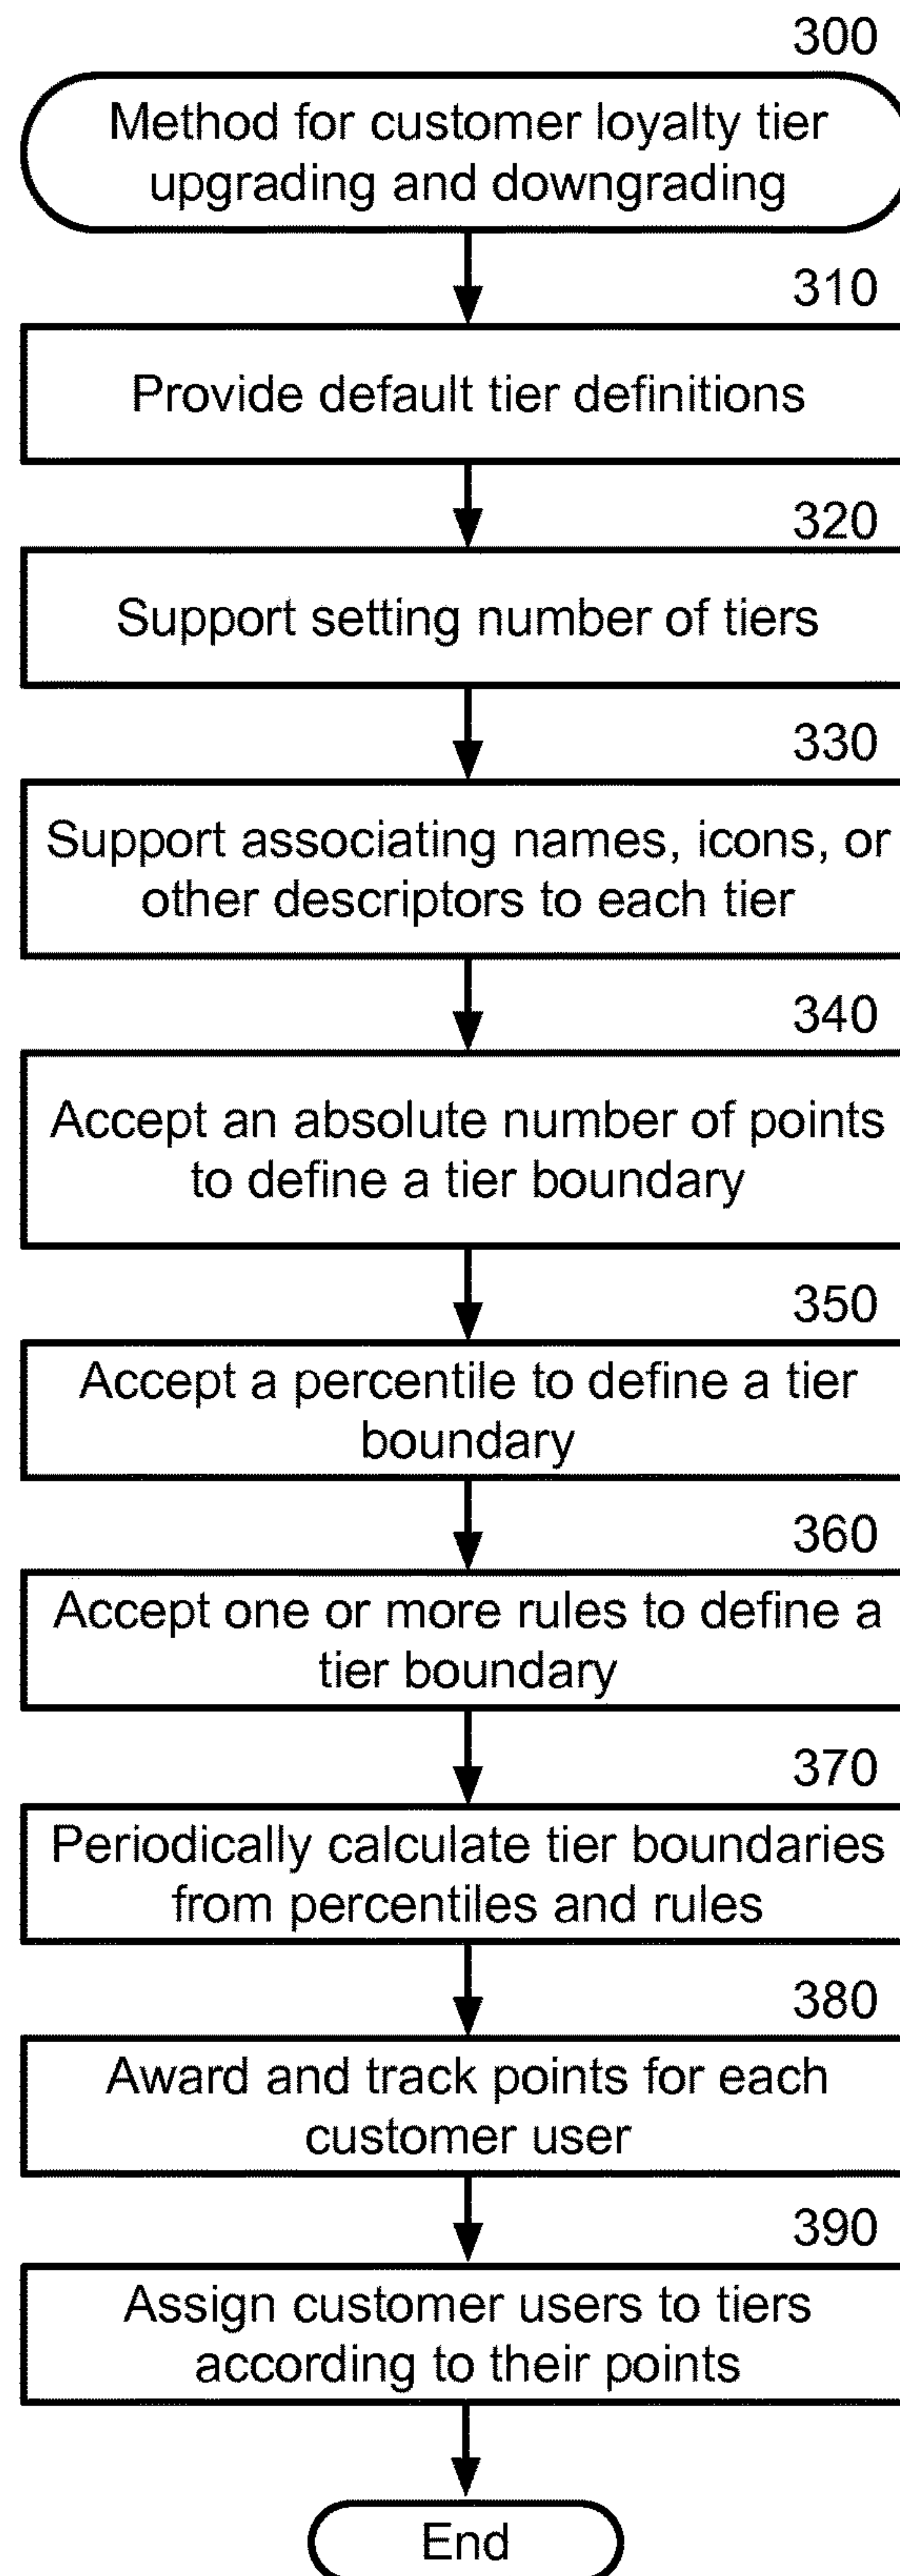 300
Method for customer loyalty tier
upgrading and downgrading
310
Provide default tier definitions
320
Support setting number of tiers
330
Support associating names, icons, or
other descriptors to each tier
340
Accept an absolute number of points
to define a tier boundary
350
Accept a percentile to define a tier
boundary
360
Accept one or more rules to define a
tier boundary
370
Periodically calculate tier boundaries
from percentiles and rules
380
Award and track points for each
customer user
390
Assign customer users to tiers
according to their points
End